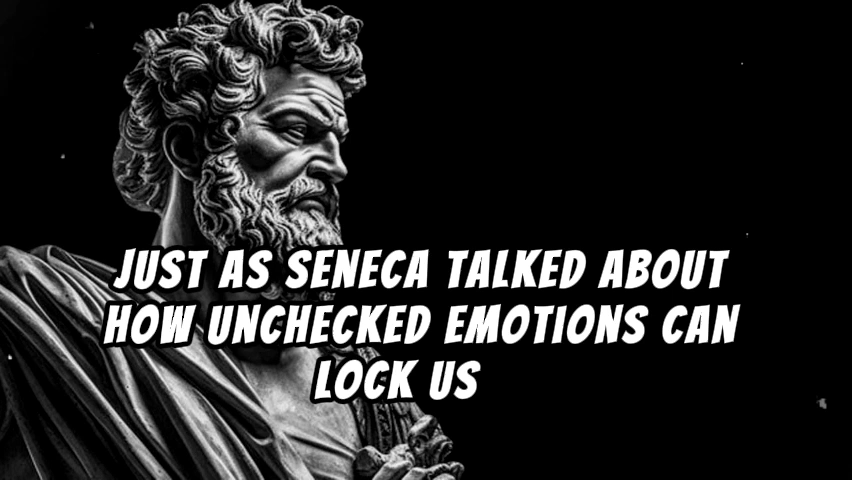 JUST AS SENECA TALKED ABOUT
HOW UNCHECKED EMOTIONS CAN
LOCK US